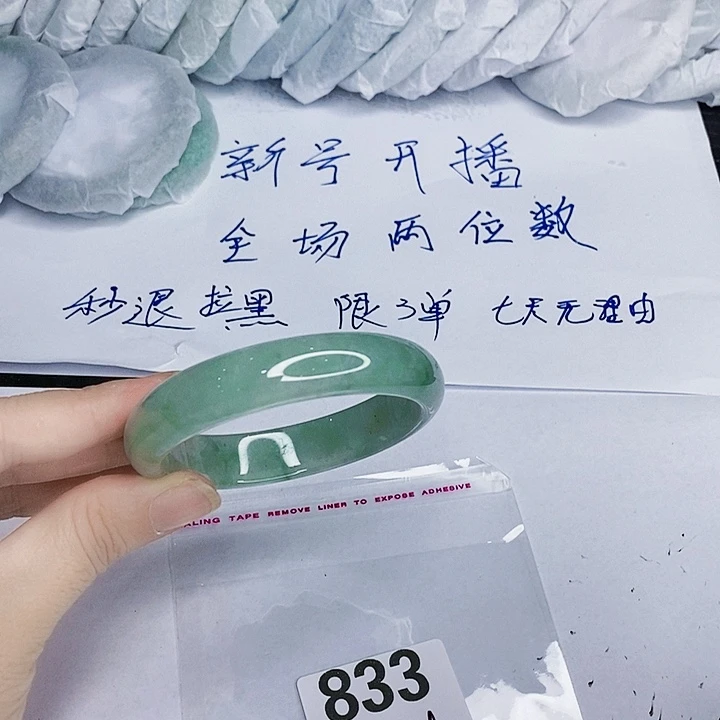 新号开播
全场两位数
秒退拉黑 限3单 七天无理由
ALING TAPE REMOVE LINER TO EXPOSE ADHESIVE
833